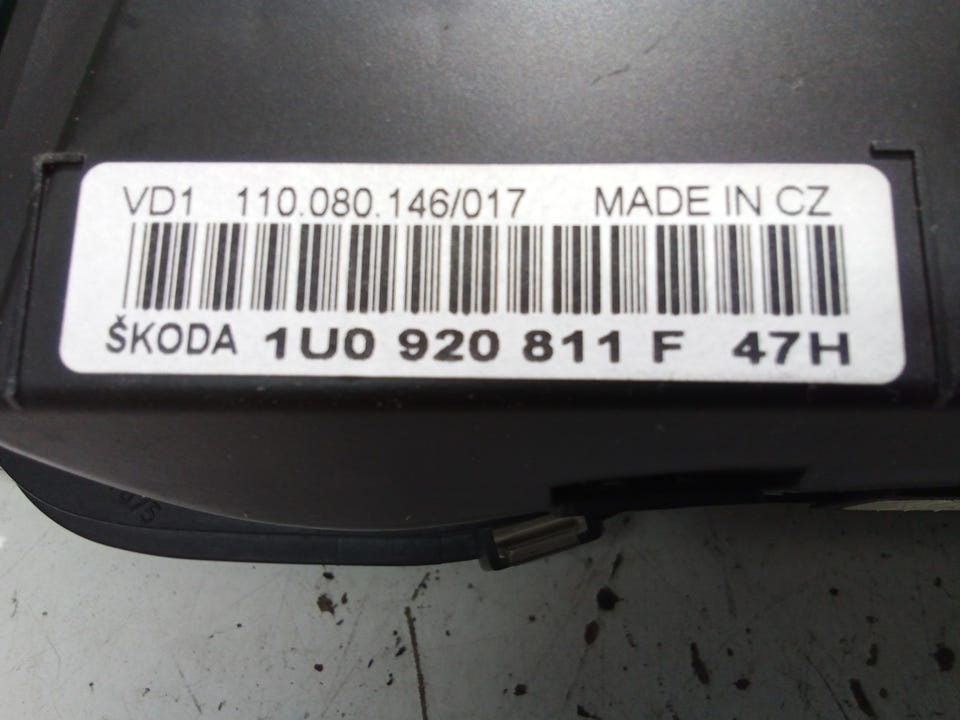 VD1 110.080.146/017 MADE IN CZ
ŠKODA 1U0 920 811 F 47H